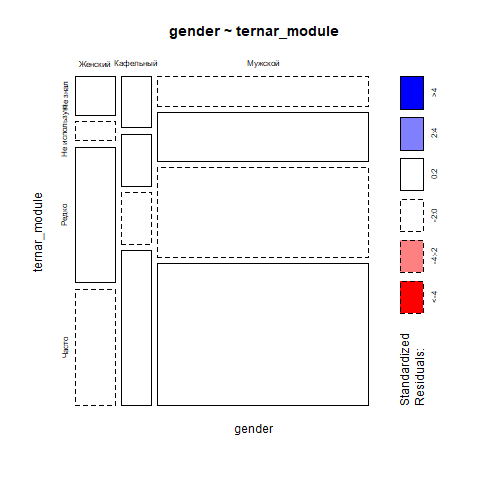 gender ~ ternar_module
Женский
Кафельный
Мужской
Не знал
Не использую
Редко
Часто
ternar_module
gender
>4
2:4
0:2
-2:0
-4:-2
<-4
Standardized
Residuals: